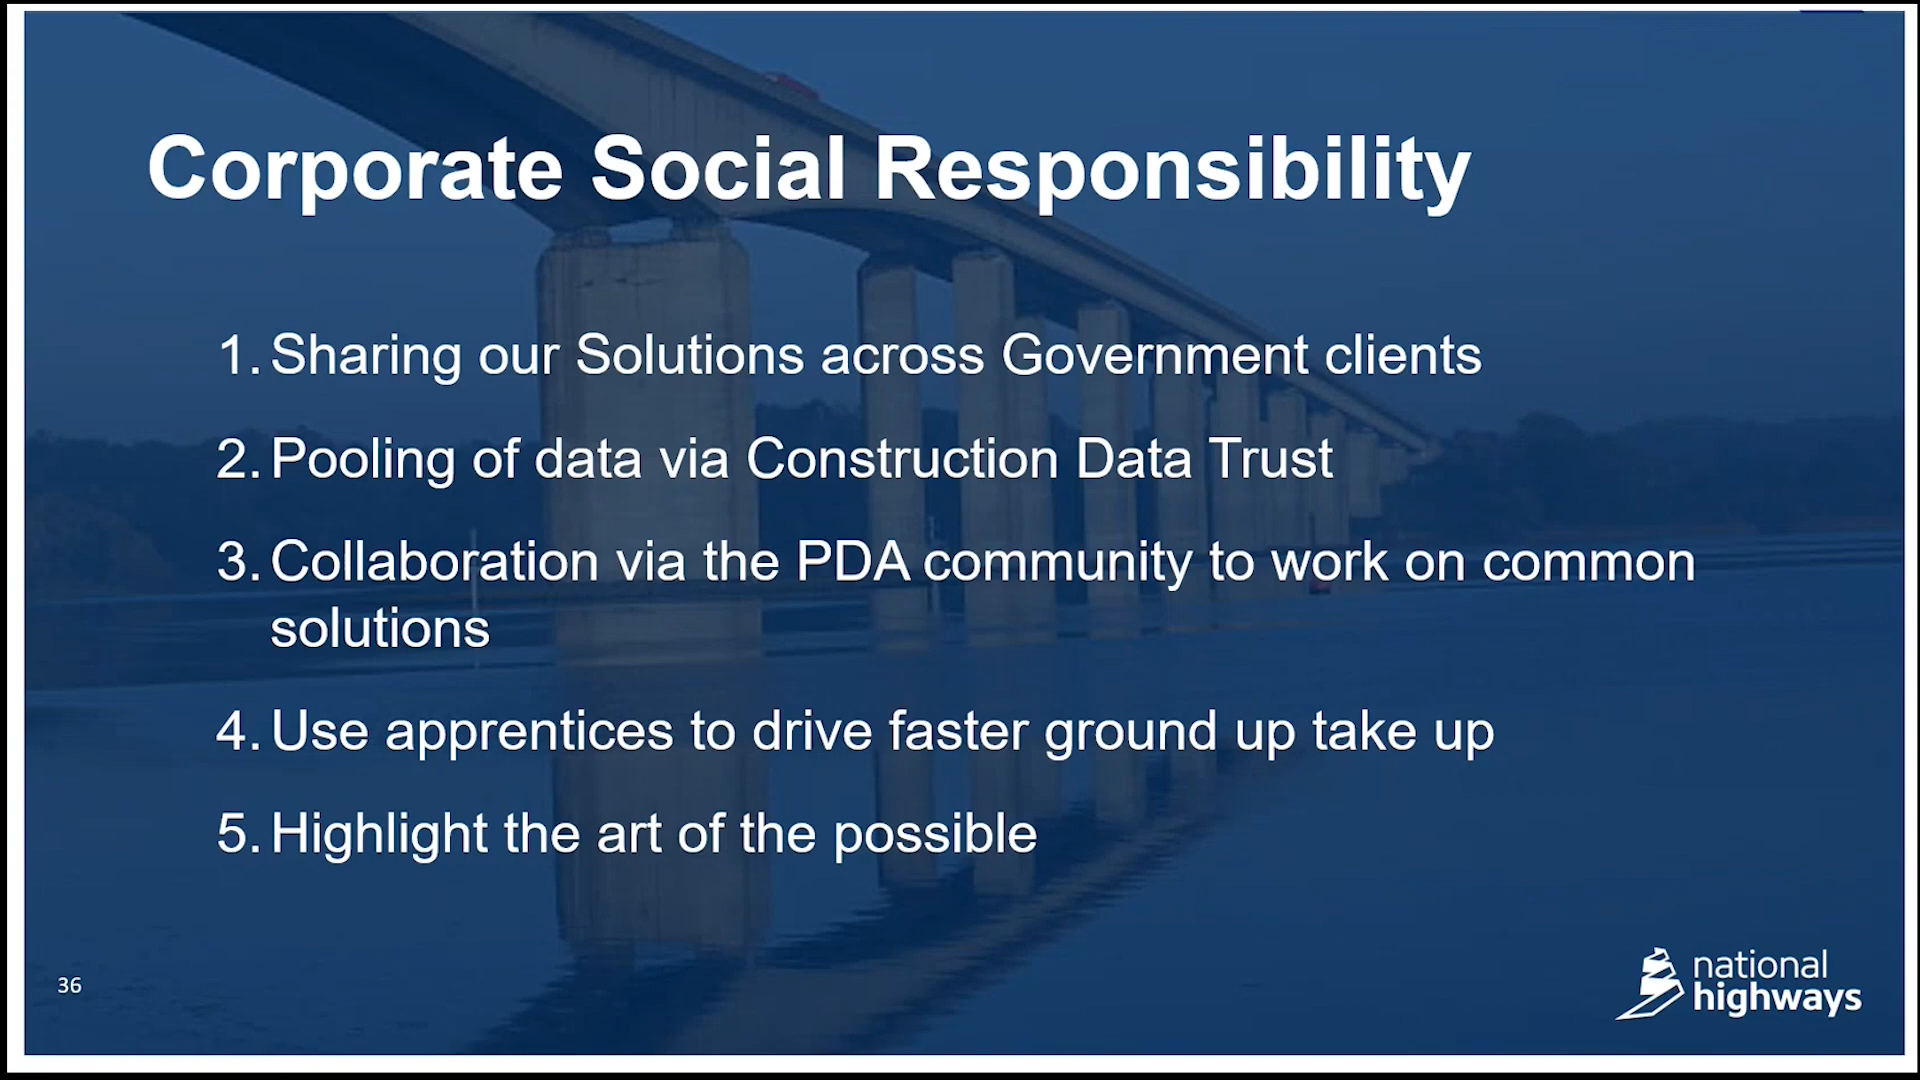 Corporate Social Responsibility
1. Sharing our Solutions across Government clients
2. Pooling of data via Construction Data Trust
3. Collaboration via the PDA community to work on common
solutions
4. Use apprentices to drive faster ground up take up
5. Highlight the art of the possible
36
national
highways